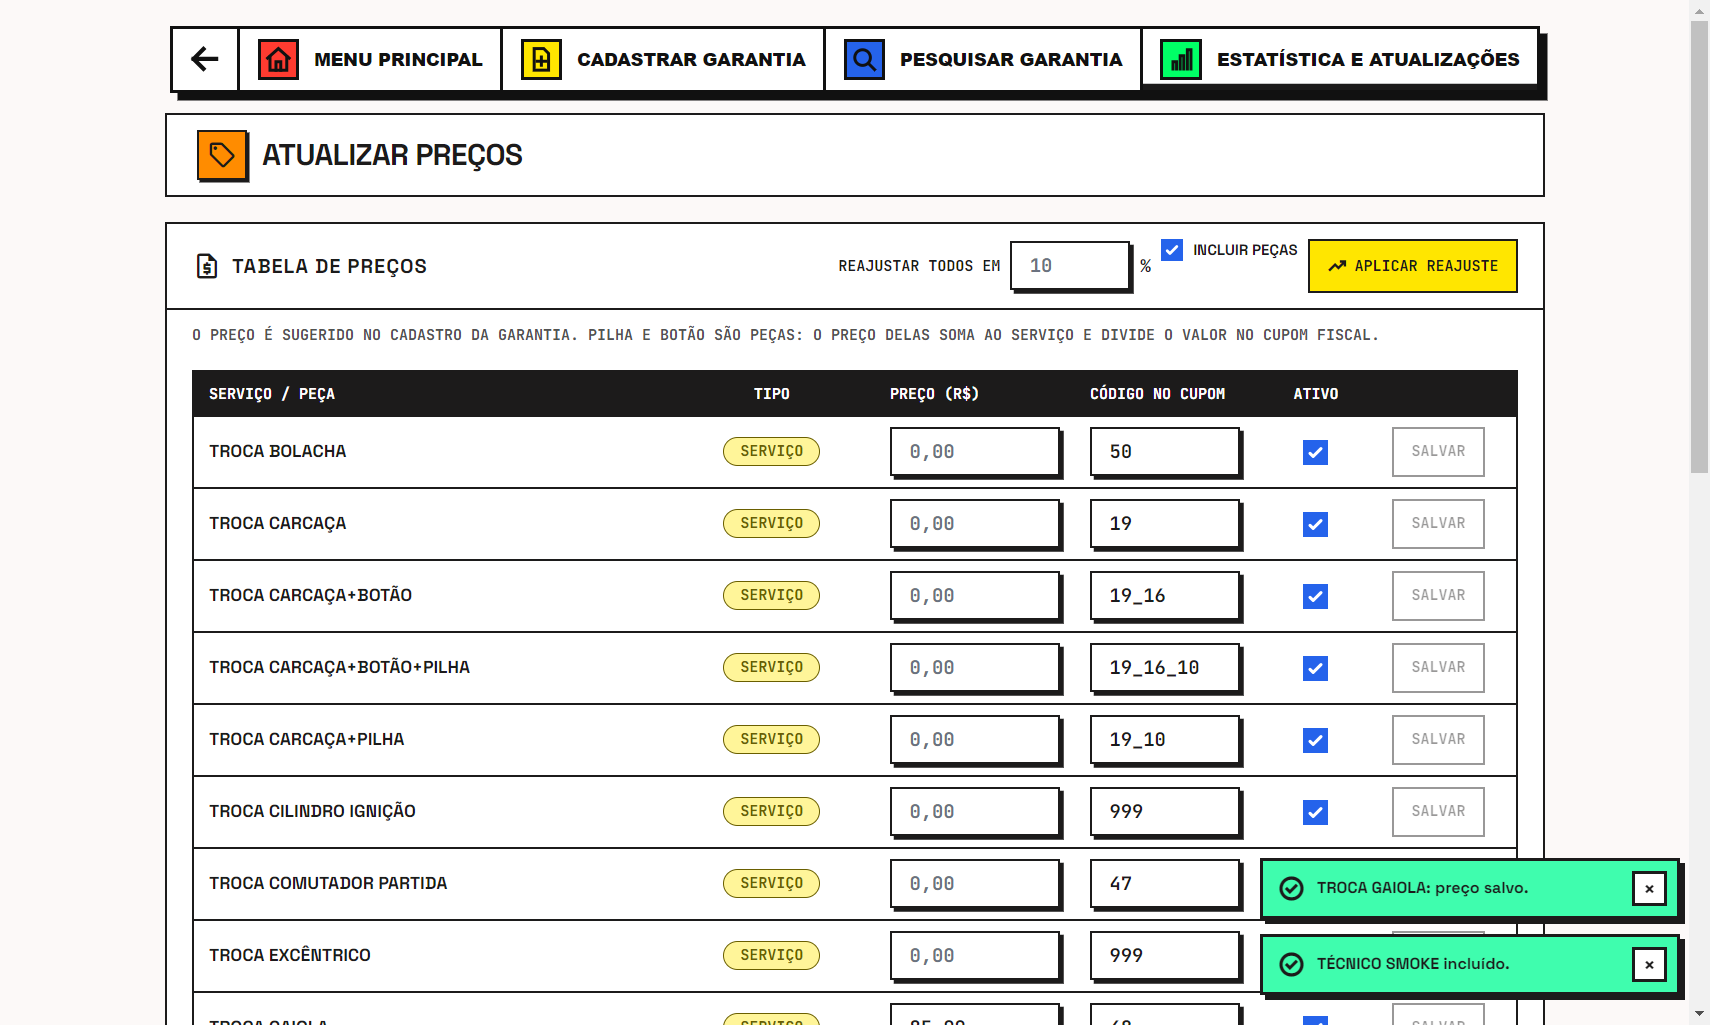 MENU PRINCIPAL
CADASTRAR GARANTIA
PESQUISAR GARANTIA
ESTATÍSTICA E ATUALIZAÇÕES
ATUALIZAR PREÇOS
TABELA DE PREÇOS
REAJUSTAR TODOS EM 10 % INCLUIR PEÇAS APLICAR REAJUSTE
O PREÇO É SUGERIDO NO CADASTRO DA GARANTIA. PILHA E BOTÃO SÃO PEÇAS: O PREÇO DELAS SOMA AO SERVIÇO E DIVIDE O VALOR NO CUPOM FISCAL.
SERVIÇO / PEÇA TIPO PREÇO (R$) CÓDIGO NO CUPOM ATIVO
TROCA BOLACHA SERVIÇO 0,00 50 SALVAR
TROCA CARCAÇA SERVIÇO 0,00 19 SALVAR
TROCA CARCAÇA+BOTÃO SERVIÇO 0,00 19_16 SALVAR
TROCA CARCAÇA+BOTÃO+PILHA SERVIÇO 0,00 19_16_10 SALVAR
TROCA CARCAÇA+PILHA SERVIÇO 0,00 19_10 SALVAR
TROCA CILINDRO IGNIÇÃO SERVIÇO 0,00 999 SALVAR
TROCA COMUTADOR PARTIDA SERVIÇO 0,00 47
TROCA GAIOLA: preço salvo. ×
TROCA EXCÊNTRICO SERVIÇO 0,00 999
TÉCNICO SMOKE incluído. ×
TROCA GAIOLA SERVIÇO SALVAR